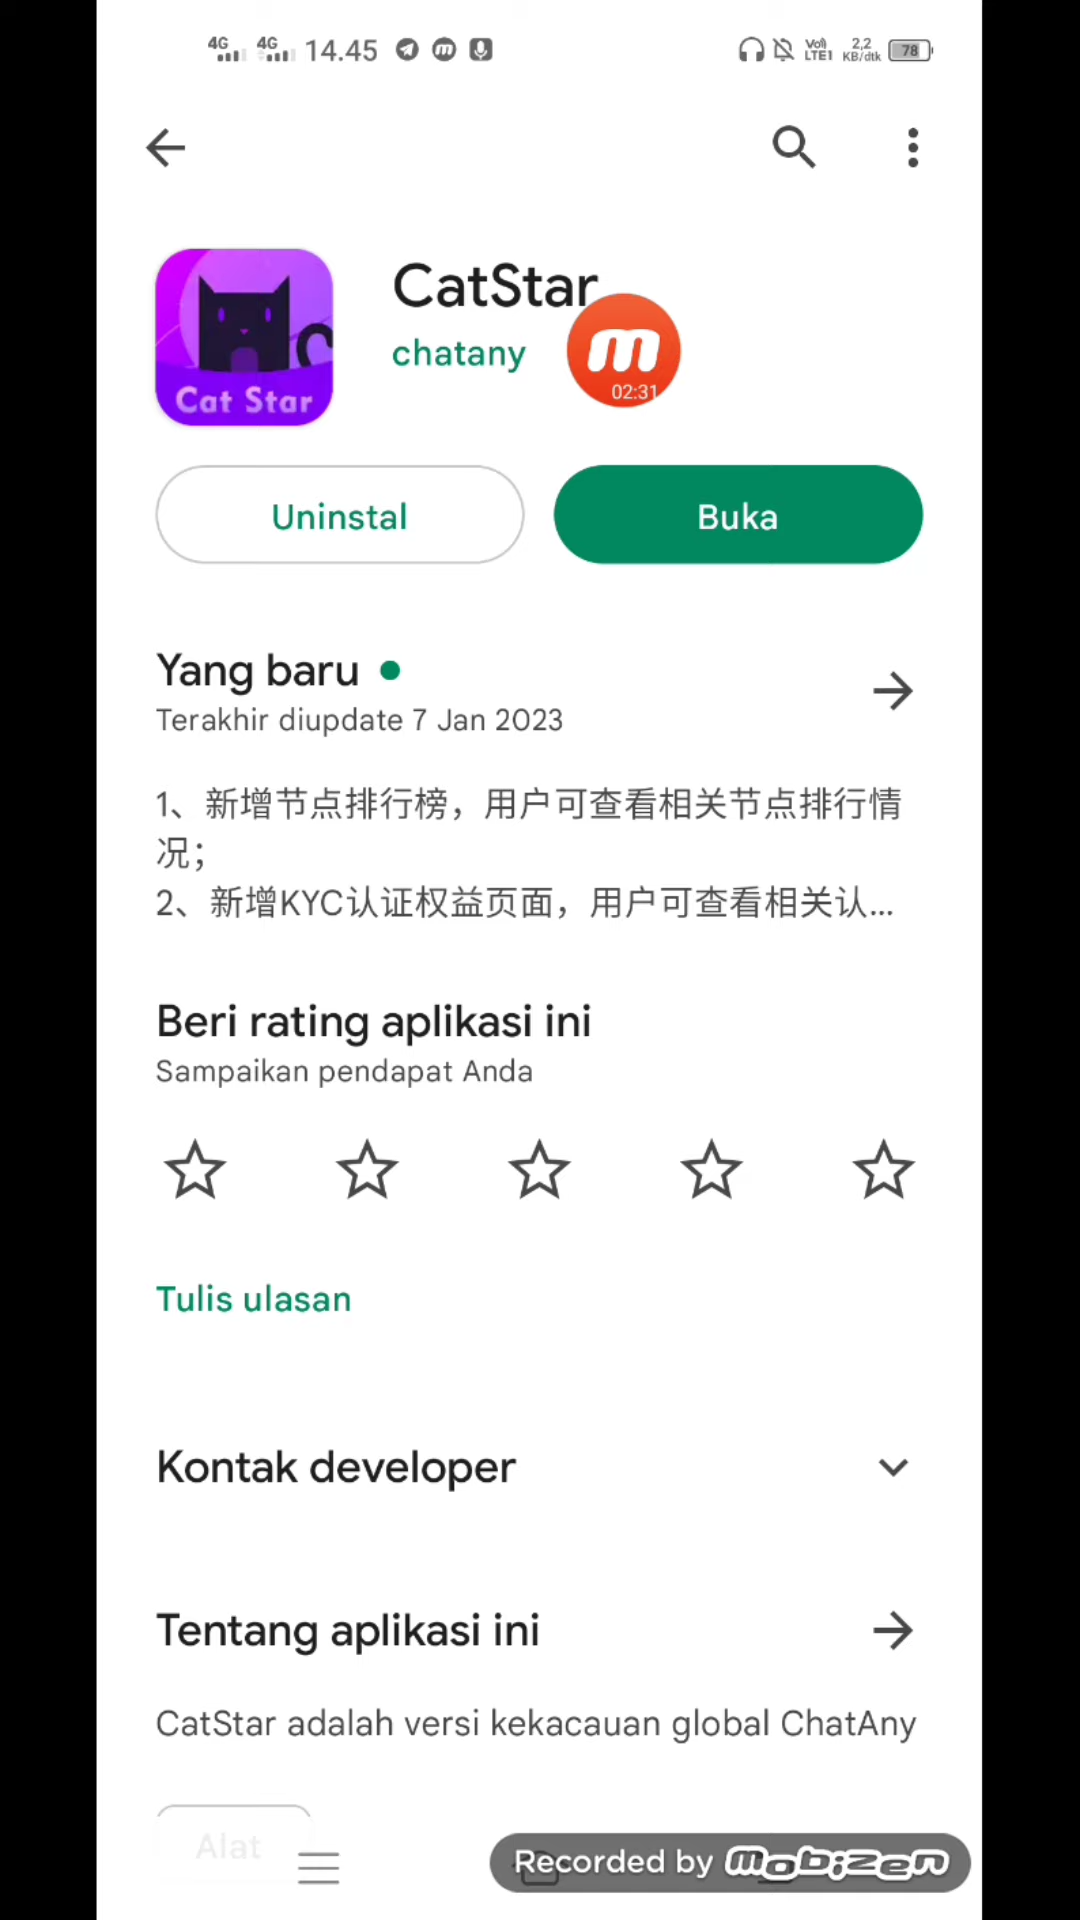 4G 4G 14.45 Vo) LTE1 2,2 KB/dtk 78
CatStar
Cat Star
chatany
m
02:31
Uninstal
Buka
Yang baru
Terakhir diupdate 7 Jan 2023
1、新增节点排行榜，用户可查看相关节点排行情
况；
2、新增KYC认证权益页面，用户可查看相关认...
Beri rating aplikasi ini
Sampaikan pendapat Anda
Tulis ulasan
Kontak developer
Tentang aplikasi ini
CatStar adalah versi kekacauan global ChatAny
Alat
Recorded by mobizen